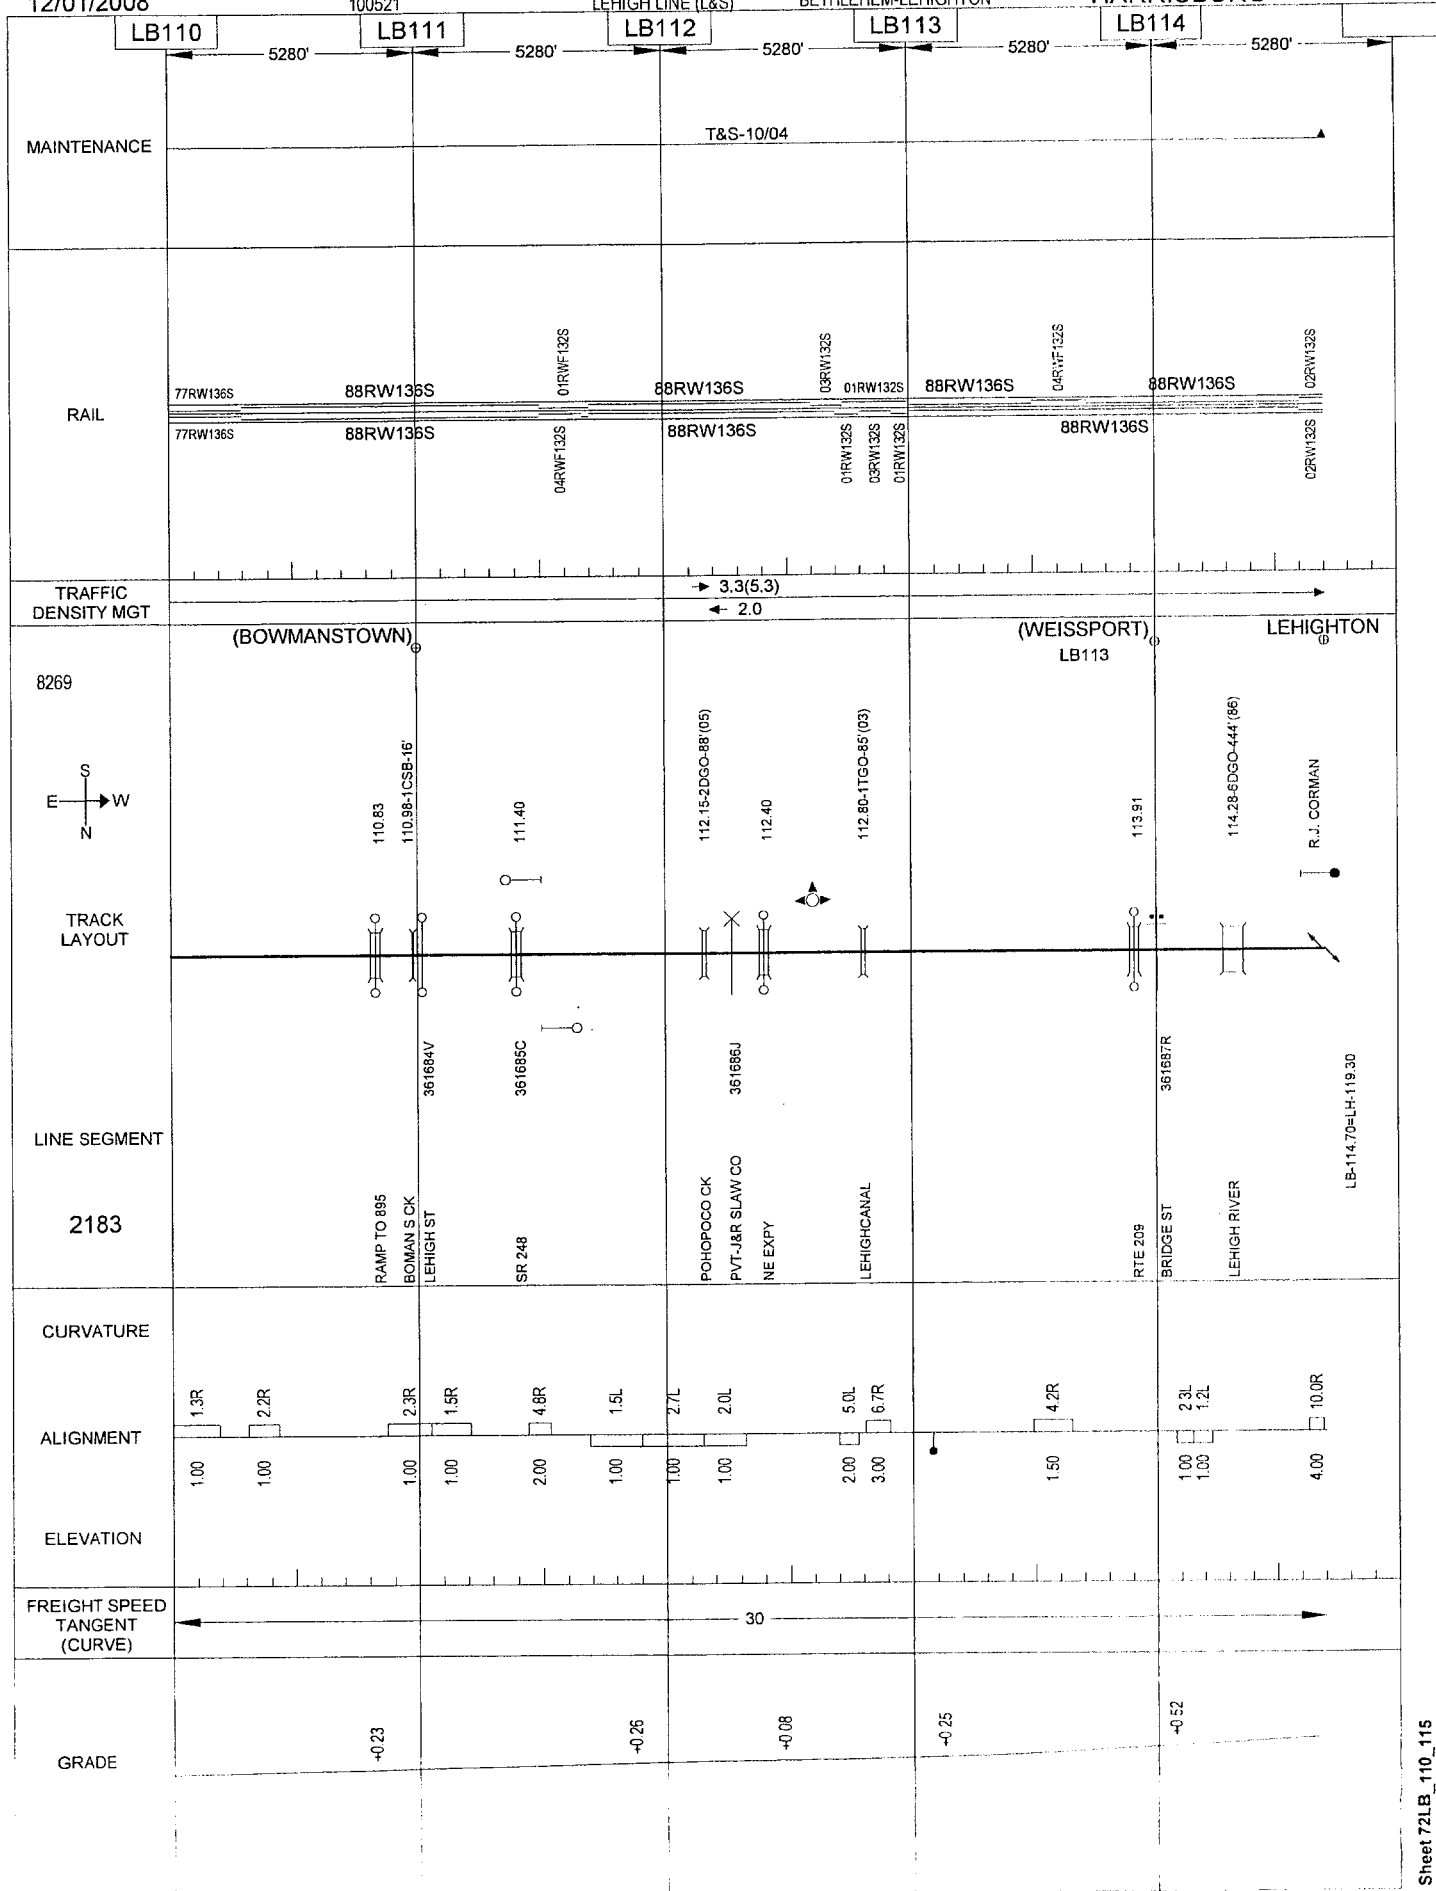 12/01/2008
100521
LEHIGH LINE (L&S)
BETHLEHEM-LEHIGHTON
LB110
LB111
LB112
LB113
LB114
5280'
5280'
5280'
5280'
5280'
MAINTENANCE
T&S-10/04
RAIL
77RW136S
88RW136S
01RWF132S
88RW136S
03RW132S
01RW132S
88RW136S
04RWF132S
88RW136S
02RW132S
77RW136S
88RW136S
04RWF132S
88RW136S
01RW132S
03RW132S
01RW132S
88RW136S
02RW132S
TRAFFIC
DENSITY MGT
3.3(5.3)
2.0
(BOWMANSTOWN)
(WEISSPORT)
LB113
LEHIGHTON
8269
S
E W
N
110.83
110.98-1CSB-16'
111.40
112.15-2DGO-88'(05)
112.40
112.80-1TGO-85'(03)
113.91
114.28-6DGO-444'(86)
R.J. CORMAN
TRACK
LAYOUT
361684V
361685C
361686J
361687R
LB-114.70=LH-119.30
LINE SEGMENT
2183
RAMP TO 895
BOMAN S CK
LEHIGH ST
SR 248
POHOPOCO CK
PVT-J&R SLAW CO
NE EXPY
LEHIGHCANAL
RTE 209
BRIDGE ST
LEHIGH RIVER
CURVATURE
1.3R
2.2R
2.3R
1.5R
4.8R
1.5L
2.7L
2.0L
5.0L
6.7R
4.2R
2.3L
1.2L
10.0R
ALIGNMENT
1.00
1.00
1.00
1.00
2.00
1.00
1.00
1.00
2.00
3.00
1.50
1.00
1.00
4.00
ELEVATION
FREIGHT SPEED
TANGENT
(CURVE)
30
GRADE
+0.23
+0.26
+0.08
+0.25
+0.52
Sheet 72LB_110_115